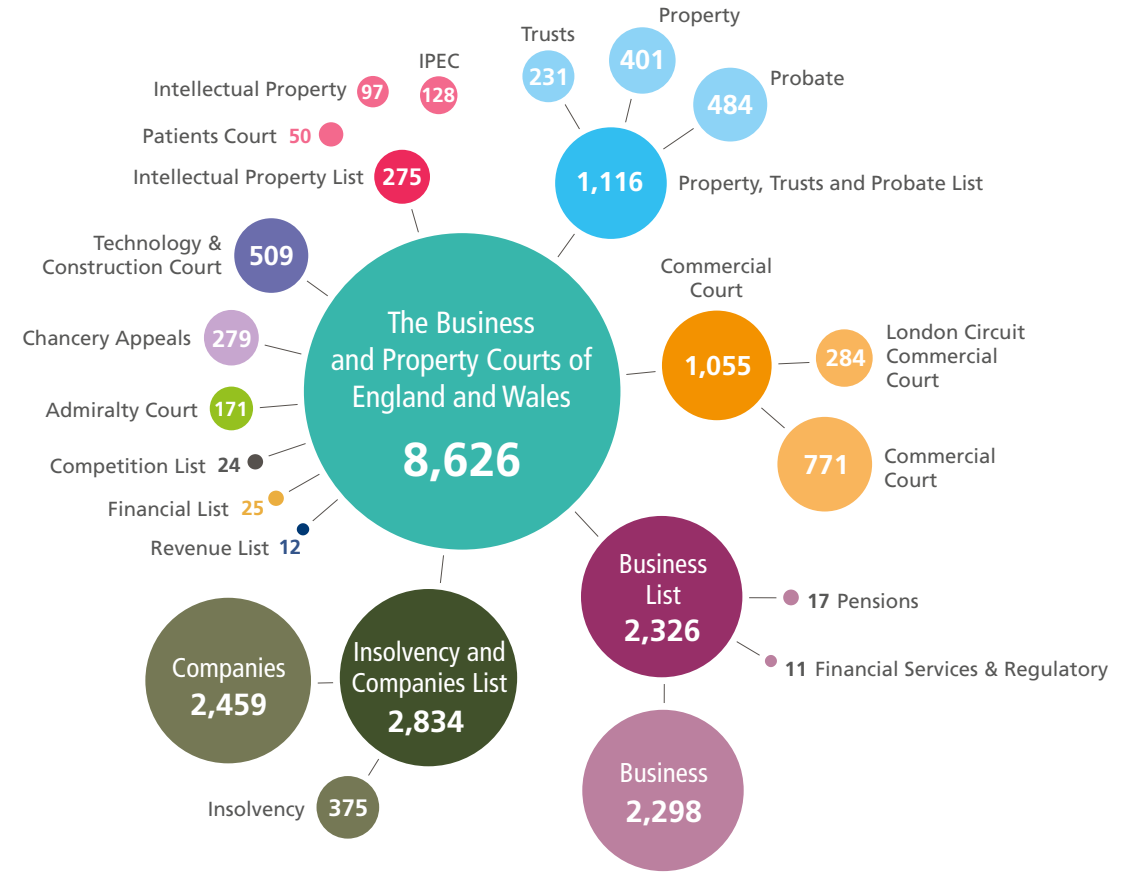 Property
Trusts
401
IPEC
231
Probate
Intellectual Property 97
128
484
Patients Court 50
Intellectual Property List 275
1,116 Property, Trusts and Probate List
Technology &
Construction Court
509
Commercial
Court
The Business
and Property Courts of
England and Wales
8,626
Chancery Appeals 279
1,055
284
London Circuit
Commercial
Court
Admiralty Court 171
Competition List 24
771
Commercial
Court
Financial List 25
Revenue List 12
Business
List
2,326
17 Pensions
11 Financial Services & Regulatory
Companies
2,459
Insolvency and
Companies List
2,834
Business
2,298
Insolvency 375